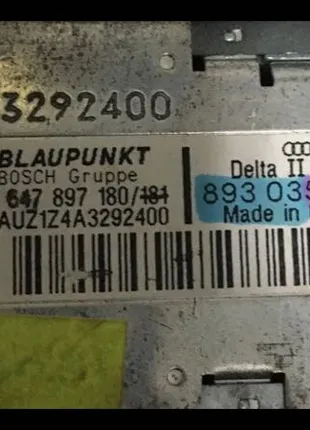 3292400
BLAUPUNKT
BOSCH Gruppe
Delta II
647 897 180/181
893 035
AUZ1Z4A3292400
Made in